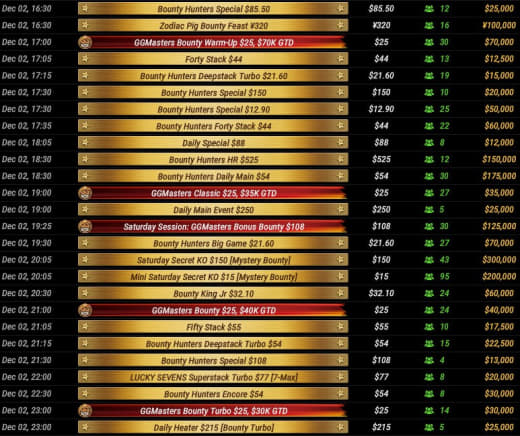 Dec 02, 16:30 Bounty Hunters Special $85.50 $85.50 12 $25,000
Dec 02, 16:30 Zodiac Pig Bounty Feast ¥320 ¥320 16 ¥100,000
Dec 02, 17:00 GGMasters Bounty Warm-Up $25, $70K GTD $25 30 $70,000
Dec 02, 17:05 Forty Stack $44 $44 13 $12,500
Dec 02, 17:15 Bounty Hunters Deepstack Turbo $21.60 $21.60 19 $15,000
Dec 02, 17:30 Bounty Hunters Special $150 $150 10 $20,000
Dec 02, 17:30 Bounty Hunters Special $12.90 $12.90 25 $50,000
Dec 02, 17:35 Bounty Hunters Forty Stack $44 $44 22 $60,000
Dec 02, 18:05 Daily Special $88 $88 8 $12,000
Dec 02, 18:30 Bounty Hunters HR $525 $525 12 $150,000
Dec 02, 18:30 Bounty Hunters Daily Main $54 $54 30 $175,000
Dec 02, 19:00 GGMasters Classic $25, $35K GTD $25 27 $35,000
Dec 02, 19:00 Daily Main Event $250 $250 5 $25,000
Dec 02, 19:25 Saturday Session: GGMasters Bonus Bounty $108 $108 30 $125,000
Dec 02, 19:30 Bounty Hunters Big Game $21.60 $21.60 27 $70,000
Dec 02, 20:05 Saturday Secret KO $150 [Mystery Bounty] $150 43 $300,000
Dec 02, 20:05 Mini Saturday Secret KO $15 [Mystery Bounty] $15 95 $200,000
Dec 02, 20:30 Bounty King Jr $32.10 $32.10 24 $60,000
Dec 02, 21:00 GGMasters Bounty $25, $40K GTD $25 24 $40,000
Dec 02, 21:05 Fifty Stack $55 $55 10 $17,500
Dec 02, 21:15 Bounty Hunters Deepstack Turbo $54 $54 15 $22,500
Dec 02, 21:30 Bounty Hunters Special $108 $108 4 $13,000
Dec 02, 22:00 LUCKY SEVENS Superstack Turbo $77 [7-Max] $77 8 $20,000
Dec 02, 22:30 Bounty Hunters Encore $54 $54 8 $30,000
Dec 02, 23:00 GGMasters Bounty Turbo $25, $30K GTD $25 14 $30,000
Dec 02, 23:00 Daily Heater $215 [Bounty Turbo] $215 5 $25,000